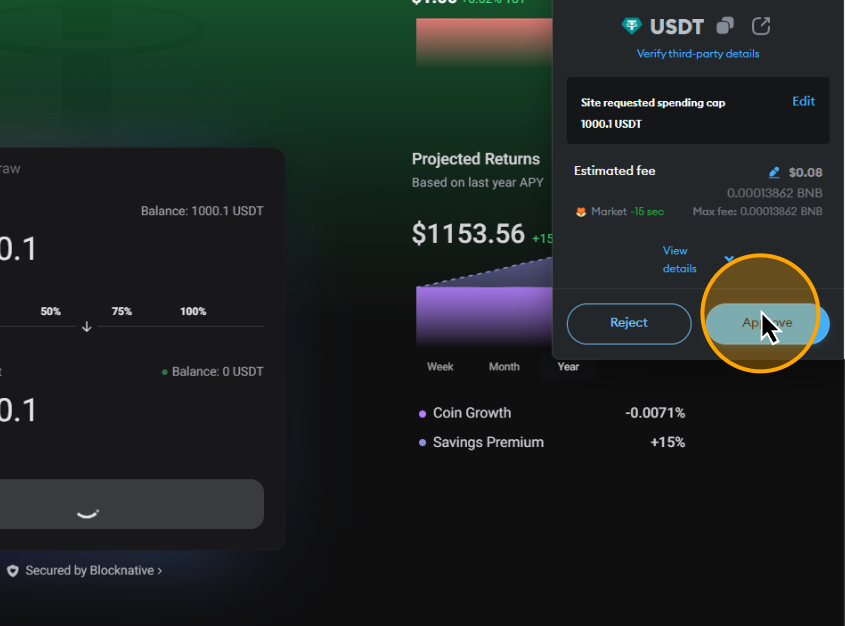 USDT
Verify third-party details
Site requested spending cap
Edit
1000.1 USDT
Estimated fee
$0.08
0.00013862 BNB
Market ~15 sec
Max fee: 0.00013862 BNB
View
details
Reject
Approve
Projected Returns
Based on last year APY
$1153.56 +15
Week
Month
Year
Coin Growth
-0.0071%
Savings Premium
+15%
raw
Balance: 1000.1 USDT
0.1
50%
75%
100%
Balance: 0 USDT
0.1
Secured by Blocknative ›